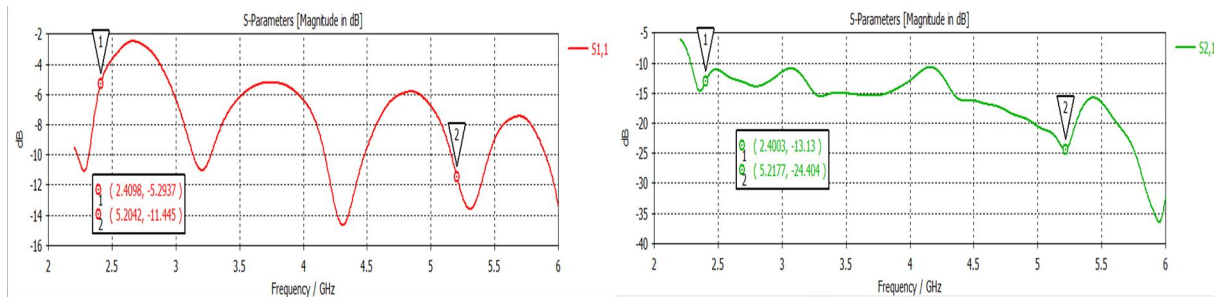 S-Parameters [Magnitude in dB]
-2
-4
-6
-8
-10
-12
-14
-16
dB
1
2
S1,1
1 ( 2.4098, -5.2937 )
2 ( 5.2042, -11.445 )
2 2.5 3 3.5 4 4.5 5 5.5 6
Frequency / GHz
S-Parameters [Magnitude in dB]
-5
-10
-15
-20
-25
-30
-35
-40
dB
1
2
S2,1
1 ( 2.4003, -13.13 )
2 ( 5.2177, -24.404 )
2 2.5 3 3.5 4 4.5 5 5.5 6
Frequency / GHz